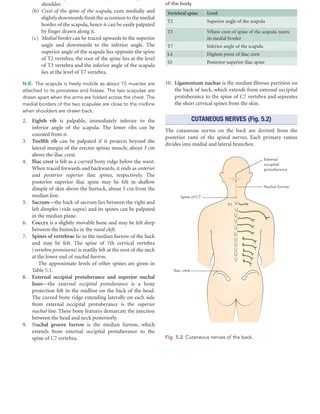 shoulder.
(b) Crest of the spine of the scapula, runs medially and
slightly downwards from the acromion to the medial
border of the scapula, hence it can be easily palpated
by finger drawn along it.
(c) Medial border can be traced upwards to the superior
angle and downwards to the inferior angle. The
superior angle of the scapula lies opposite the spine
of T2 vertebra, the root of the spine lies at the level
of T3 vertebra and the inferior angle of the scapula
lies at the level of T7 vertebra.
N.B. The scapula is freely mobile as about 15 muscles are
attached to its processes and fossae. The two scapulae are
drawn apart when the arms are folded across the chest. The
medial borders of the two scapulae are close to the midline
when shoulders are drawn back.
2. Eighth rib is palpable, immediately inferior to the
inferior angle of the scapula. The lower ribs can be
counted from it.
3. Twelfth rib can be palpated if it projects beyond the
lateral margin of the erector spinae muscle, about 3 cm
above the iliac crest.
4. Iliac crest is felt as a curved bony ridge below the waist.
When traced forwards and backwards, it ends as anterior
and posterior superior iliac spines, respectively. The
posterior superior iliac spine may be felt in shallow
dimple of skin above the buttock, about 5 cm from the
median line.
5. Sacrum—the back of sacrum lies between the right and
left dimples (vide supra) and its spines can be palpated
in the median plane.
6. Coccyx is a slightly movable bone and may be felt deep
between the buttocks in the natal cleft.
7. Spines of vertebrae lie in the median furrow of the back
and may be felt. The spine of 7th cervical vertebra
(vertebra prominens) is readily felt at the root of the neck
at the lower end of nuchal furrow.
The approximate levels of other spines are given in
Table 5.1.
8. External occipital protuberance and superior nuchal
lines—the external occipital protuberance is a bony
projection felt in the midline on the back of the head.
The curved bony ridge extending laterally on each side
from external occipital protuberance is the superior
nuchal line. These bony features demarcate the junction
between the head and neck posteriorly.
9. Nuchal groove furrow is the median furrow, which
extends from external occipital protuberance to the
spine of C7 vertebra.
of the body
Vertebral spine Level
T2 Superior angle of the scapula
T3 Where crest of spine of the scapula meets
its medial border
T7 Inferior angle of the scapula
L4 Highest point of iliac crest
S2 Posterior-superior iliac spine
10. Ligamentum nuchae is the median fibrous partition on
the back of neck, which extends from external occipital
protuberance to the spine of C7 vertebra and separates
the short cervical spines from the skin.
CUTANEOUS NERVES (Fig. 5.2)
The cutaneous nerves on the back are derived from the
posterior rami of the spinal nerves. Each primary ramus
divides into medial and lateral branches.
External
occipital
protuberance
Nuchal furrow
Spine of C7
Iliac crest
Fig. 5.2 Cutaneous nerves of the back.